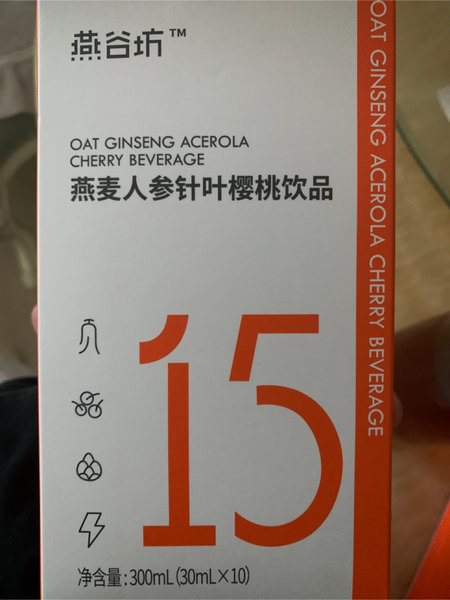 燕谷坊™
OAT GINSENG ACEROLA
CHERRY BEVERAGE
燕麦人参针叶樱桃饮品
15
净含量:300mL(30mL×10)
OAT GINSENG ACEROLA CHERRY BEVERAGE